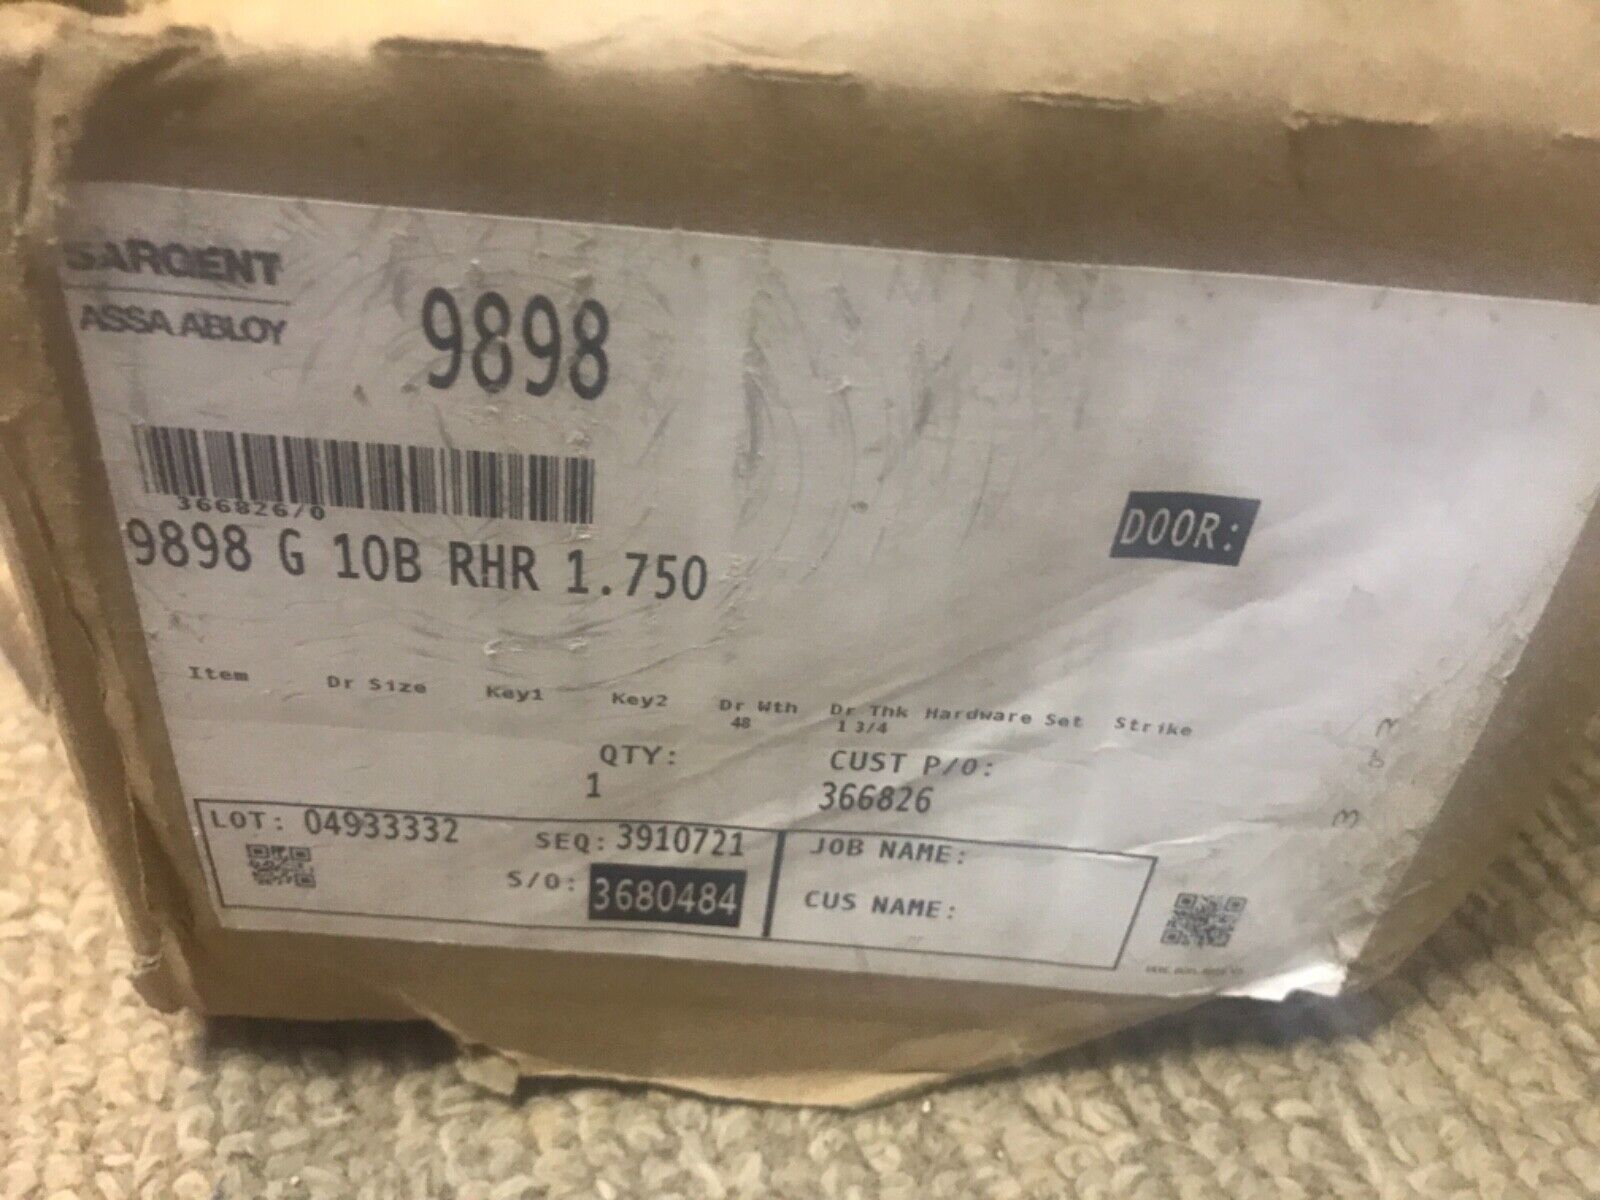 SARGENT
ASSA ABLOY
9898
366826/0
9898 G 10B RHR 1.750
DOOR:
Item Dr Size Key1 Key2 Dr Wth Dr Thk Hardware Set Strike
48 1 3/4
QTY: CUST P/O:
1 366826
LOT: 04933332 SEQ: 3910721 JOB NAME:
S/O: 3680484 CUS NAME: